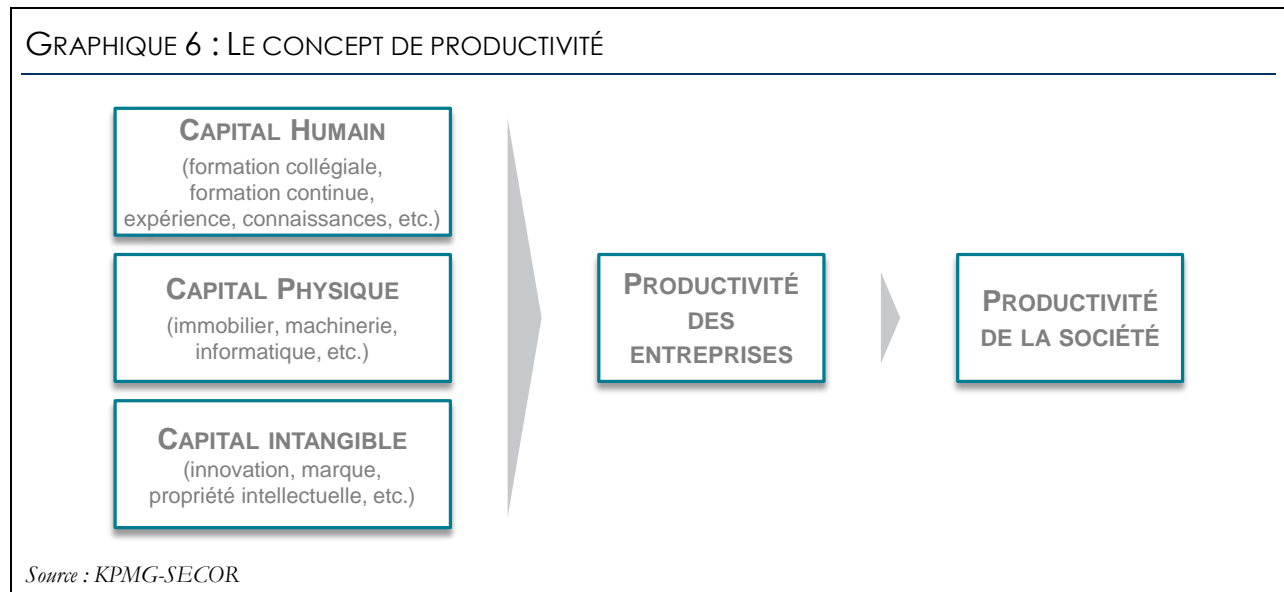 GRAPHIQUE 6 : LE CONCEPT DE PRODUCTIVITÉ
CAPITAL HUMAIN
(formation collégiale,
formation continue,
expérience, connaissances, etc.)
CAPITAL PHYSIQUE
(immobilier, machinerie,
informatique, etc.)
CAPITAL INTANGIBLE
(innovation, marque,
propriété intellectuelle, etc.)
PRODUCTIVITÉ
DES
ENTREPRISES
PRODUCTIVITÉ
DE LA SOCIÉTÉ
Source : KPMG-SECOR